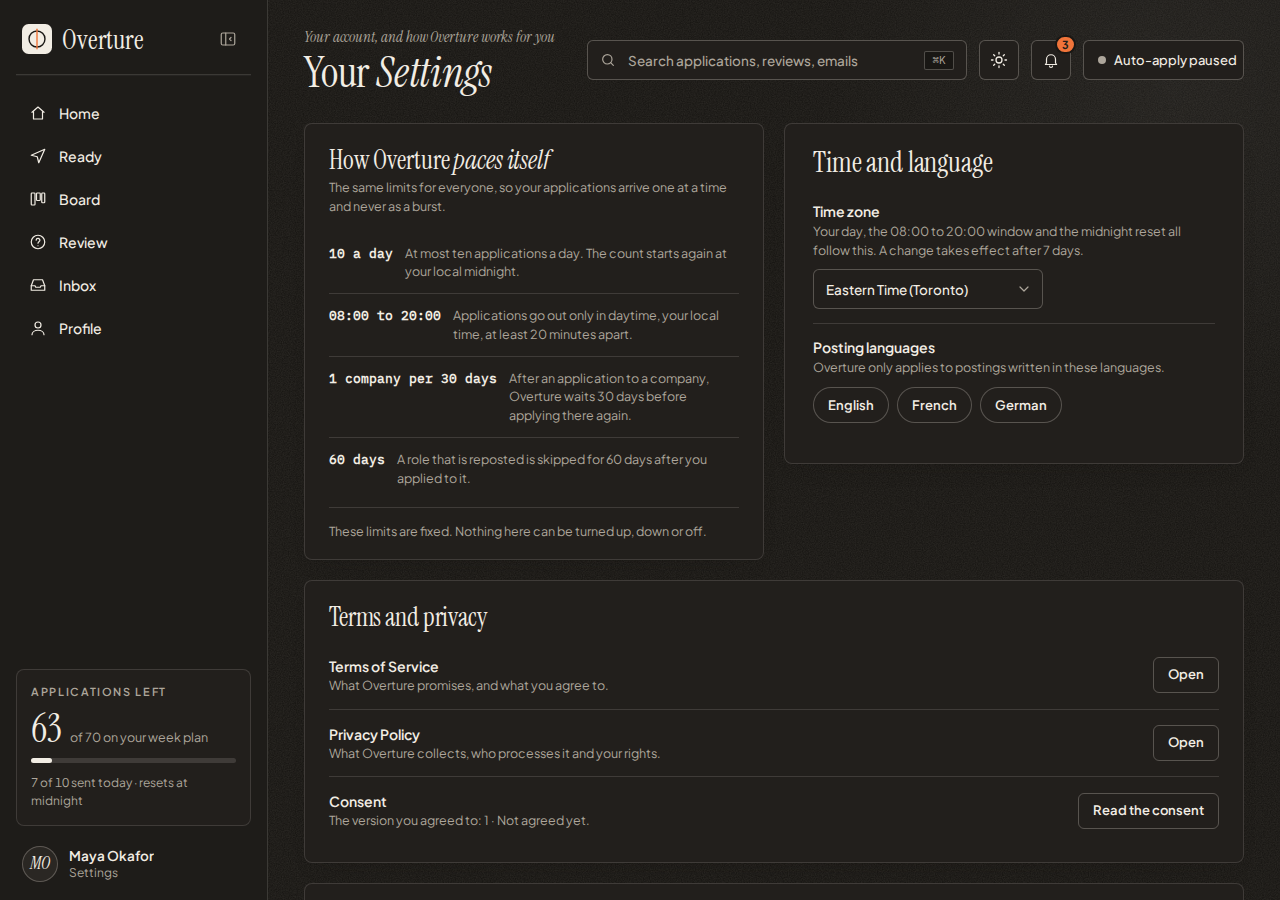 Overture
Home
Ready
Board
Review
Inbox
Profile
APPLICATIONS LEFT
63 of 70 on your week plan
7 of 10 sent today · resets at
midnight
MO
Maya Okafor
Settings
Your account, and how Overture works for you
Your Settings
Search applications, reviews, emails
⌘K
3
Auto-apply paused
How Overture paces itself
The same limits for everyone, so your applications arrive one at a time
and never as a burst.
10 a day At most ten applications a day. The count starts again at
your local midnight.
08:00 to 20:00 Applications go out only in daytime, your local
time, at least 20 minutes apart.
1 company per 30 days After an application to a company,
Overture waits 30 days before
applying there again.
60 days A role that is reposted is skipped for 60 days after you
applied to it.
These limits are fixed. Nothing here can be turned up, down or off.
Time and language
Time zone
Your day, the 08:00 to 20:00 window and the midnight reset all
follow this. A change takes effect after 7 days.
Eastern Time (Toronto)
Posting languages
Overture only applies to postings written in these languages.
English
French
German
Terms and privacy
Terms of Service
What Overture promises, and what you agree to.
Open
Privacy Policy
What Overture collects, who processes it and your rights.
Open
Consent
The version you agreed to: 1 · Not agreed yet.
Read the consent